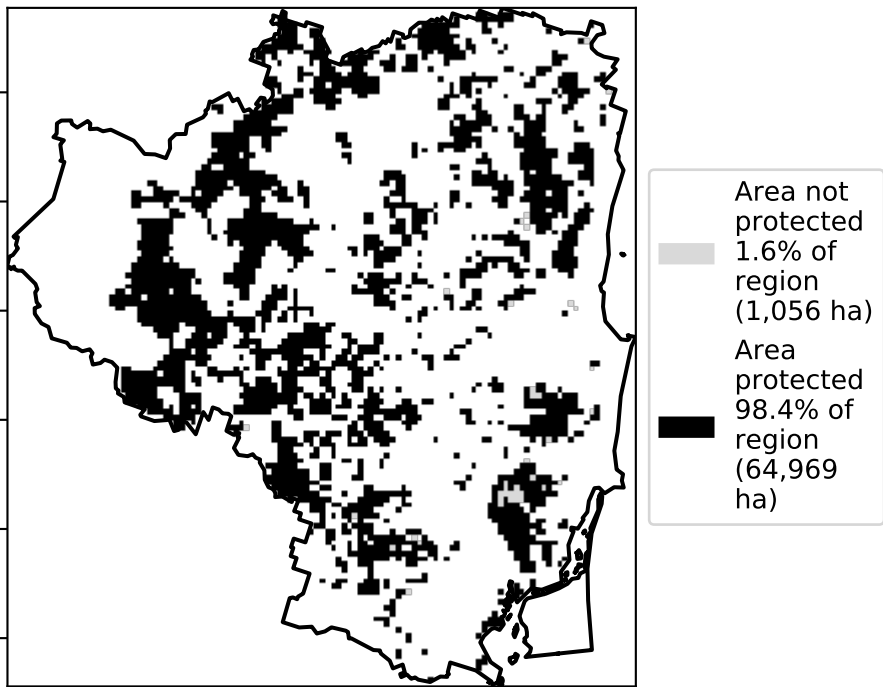 Area not
protected
1.6% of
region
(1,056 ha)
Area
protected
98.4% of
region
(64,969
ha)